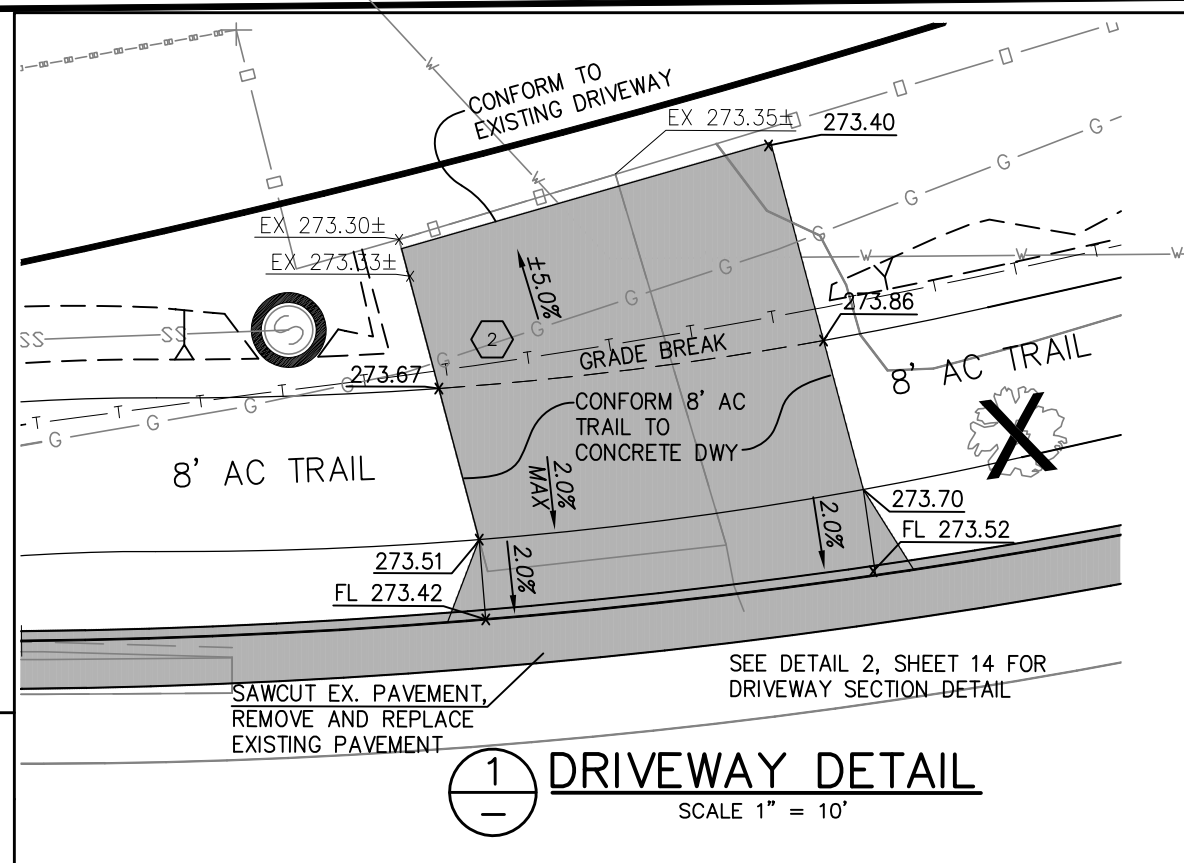 CONFORM TO
EXISTING DRIVEWAY
EX 273.35±
273.40
EX 273.30±
EX 273.33±
±5.0%
2
GRADE BREAK
273.86
273.67
8' AC TRAIL
8' AC TRAIL
CONFORM 8' AC
TRAIL TO
CONCRETE DWY
2.0%
MAX
2.0%
2.0%
273.70
FL 273.52
273.51
FL 273.42
SS
SS
S
G
G
G
G
G
G
G
G
G
G
G
T
T
T
T
T
T
T
T
T
W
W
W
W
W
SAWCUT EX. PAVEMENT,
REMOVE AND REPLACE
EXISTING PAVEMENT
SEE DETAIL 2, SHEET 14 FOR
DRIVEWAY SECTION DETAIL
1
–
DRIVEWAY DETAIL
SCALE 1" = 10'